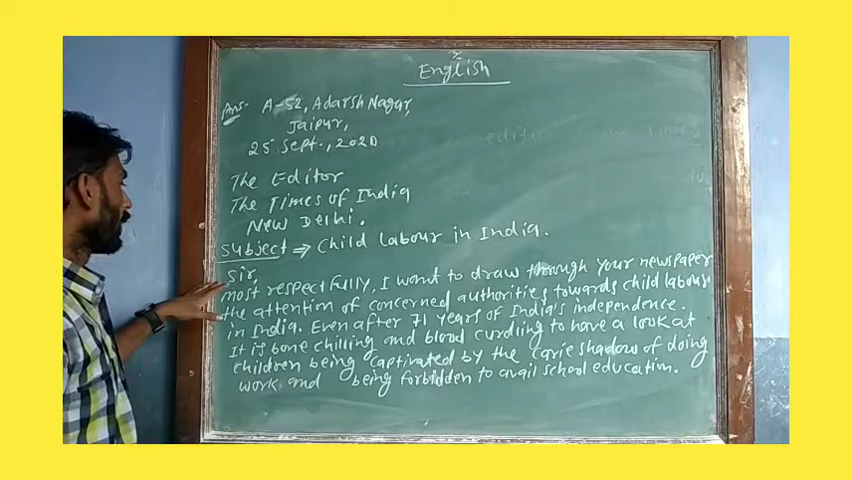 English
Ans- A-52, Adarsh Nagar,
Jaipur,
25 Sept., 2020
The Editor
The Times of India
New Delhi.
Subject ⇒ Child labour in India.
Sir,
most respectfully, I want to draw through your newspaper
the attention of concerned authorities towards child labour
in India. Even after 71 years of India's independence.
It is bone chilling and blood curdling to have a look at
children being captivated by the earie shadow of doing
work and being forbidden to avail school education.